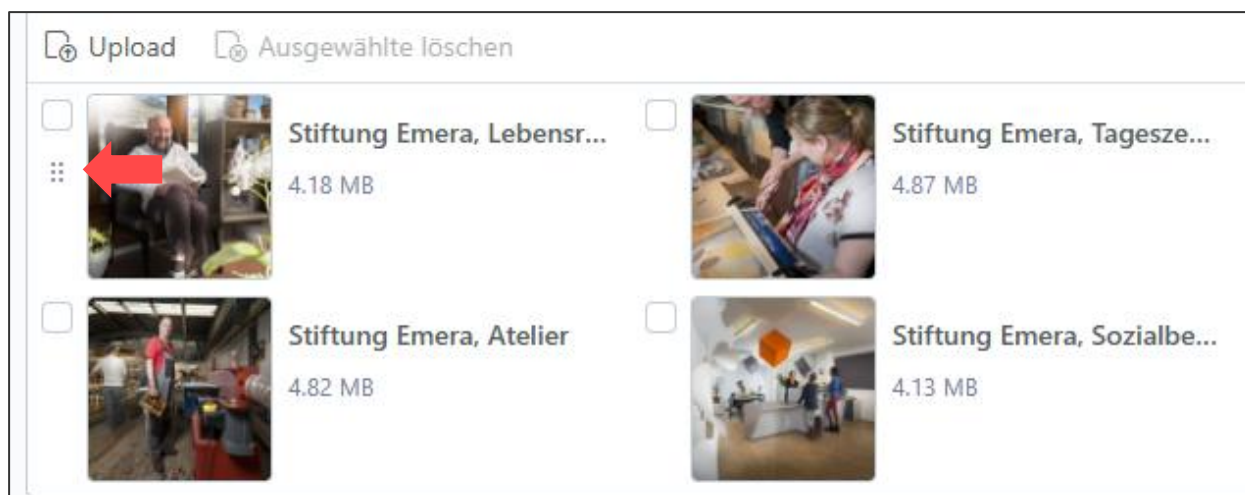 Upload Ausgewählte löschen
Stiftung Emera, Lebensr...
4.18 MB
Stiftung Emera, Tagesze...
4.87 MB
Stiftung Emera, Atelier
4.82 MB
Stiftung Emera, Sozialbe...
4.13 MB